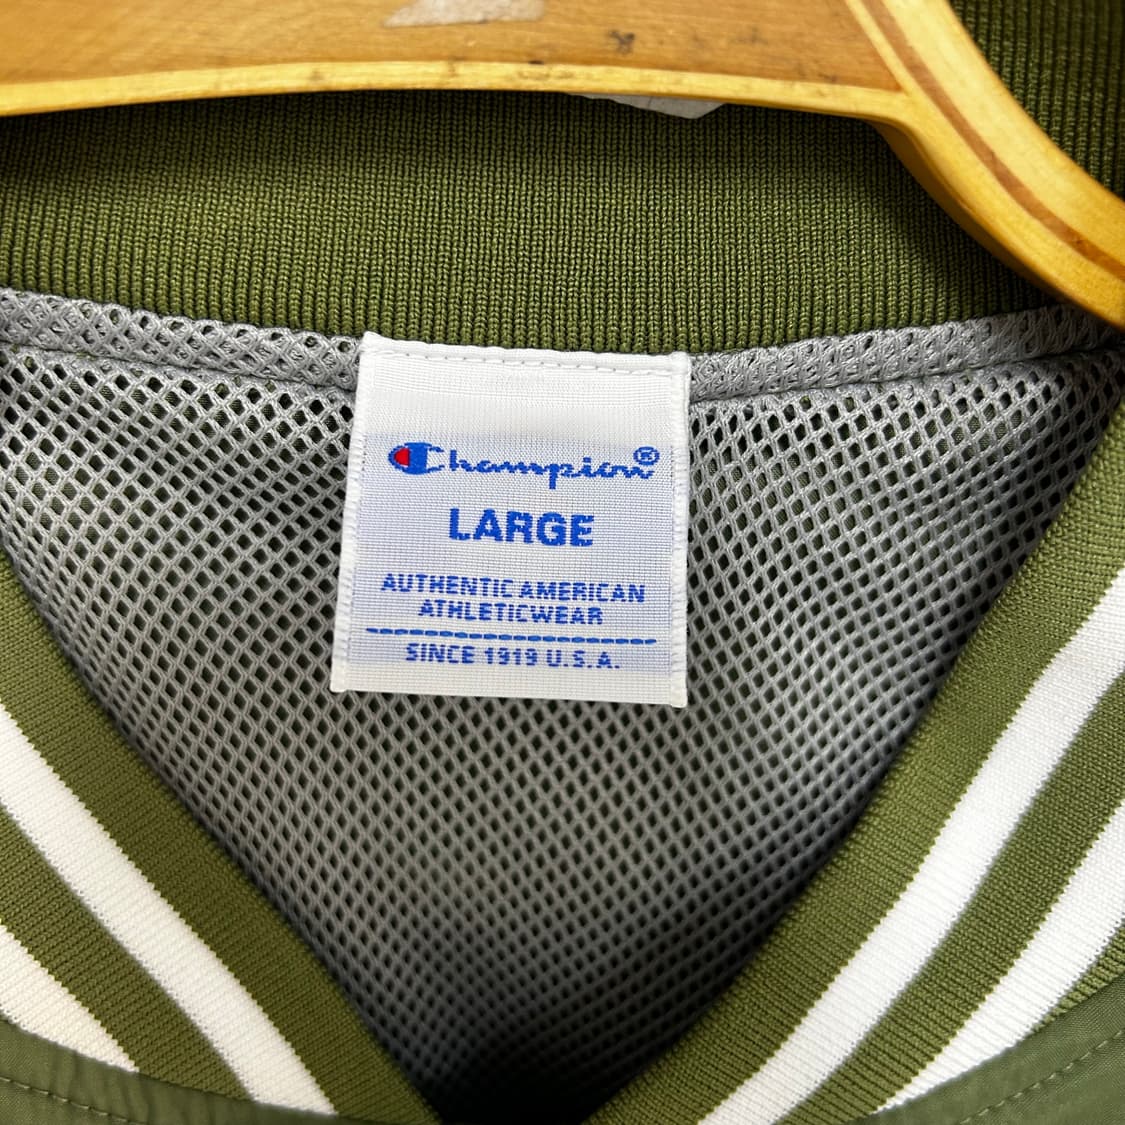 Champion®
LARGE
AUTHENTIC AMERICAN
ATHLETICWEAR
SINCE 1919 U.S.A.